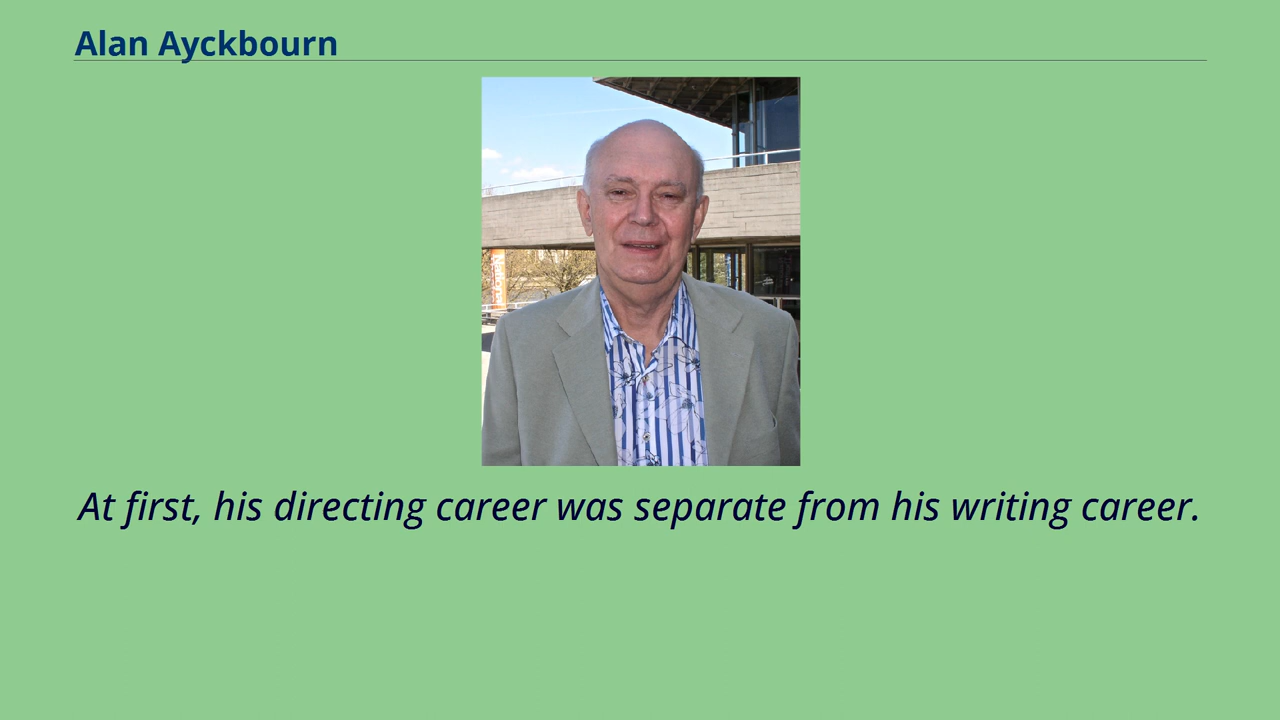 Alan Ayckbourn
At first, his directing career was separate from his writing career.